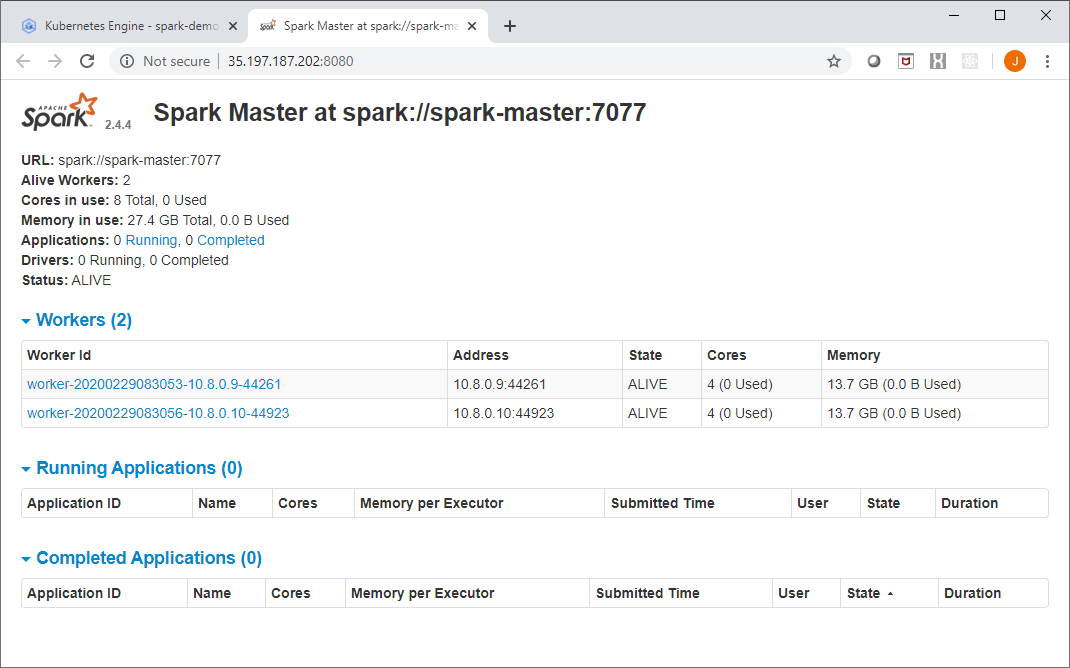 Kubernetes Engine - spark-demo
Spark Master at spark://spark-ma
Not secure
35.197.187.202:8080
J
APACHE
Spark 2.4.4
Spark Master at spark://spark-master:7077
URL: spark://spark-master:7077
Alive Workers: 2
Cores in use: 8 Total, 0 Used
Memory in use: 27.4 GB Total, 0.0 B Used
Applications: 0 Running, 0 Completed
Drivers: 0 Running, 0 Completed
Status: ALIVE
Workers (2)
Worker Id Address State Cores Memory
worker-20200229083053-10.8.0.9-44261 10.8.0.9:44261 ALIVE 4 (0 Used) 13.7 GB (0.0 B Used)
worker-20200229083056-10.8.0.10-44923 10.8.0.10:44923 ALIVE 4 (0 Used) 13.7 GB (0.0 B Used)
Running Applications (0)
Application ID Name Cores Memory per Executor Submitted Time User State Duration
Completed Applications (0)
Application ID Name Cores Memory per Executor Submitted Time User State Duration